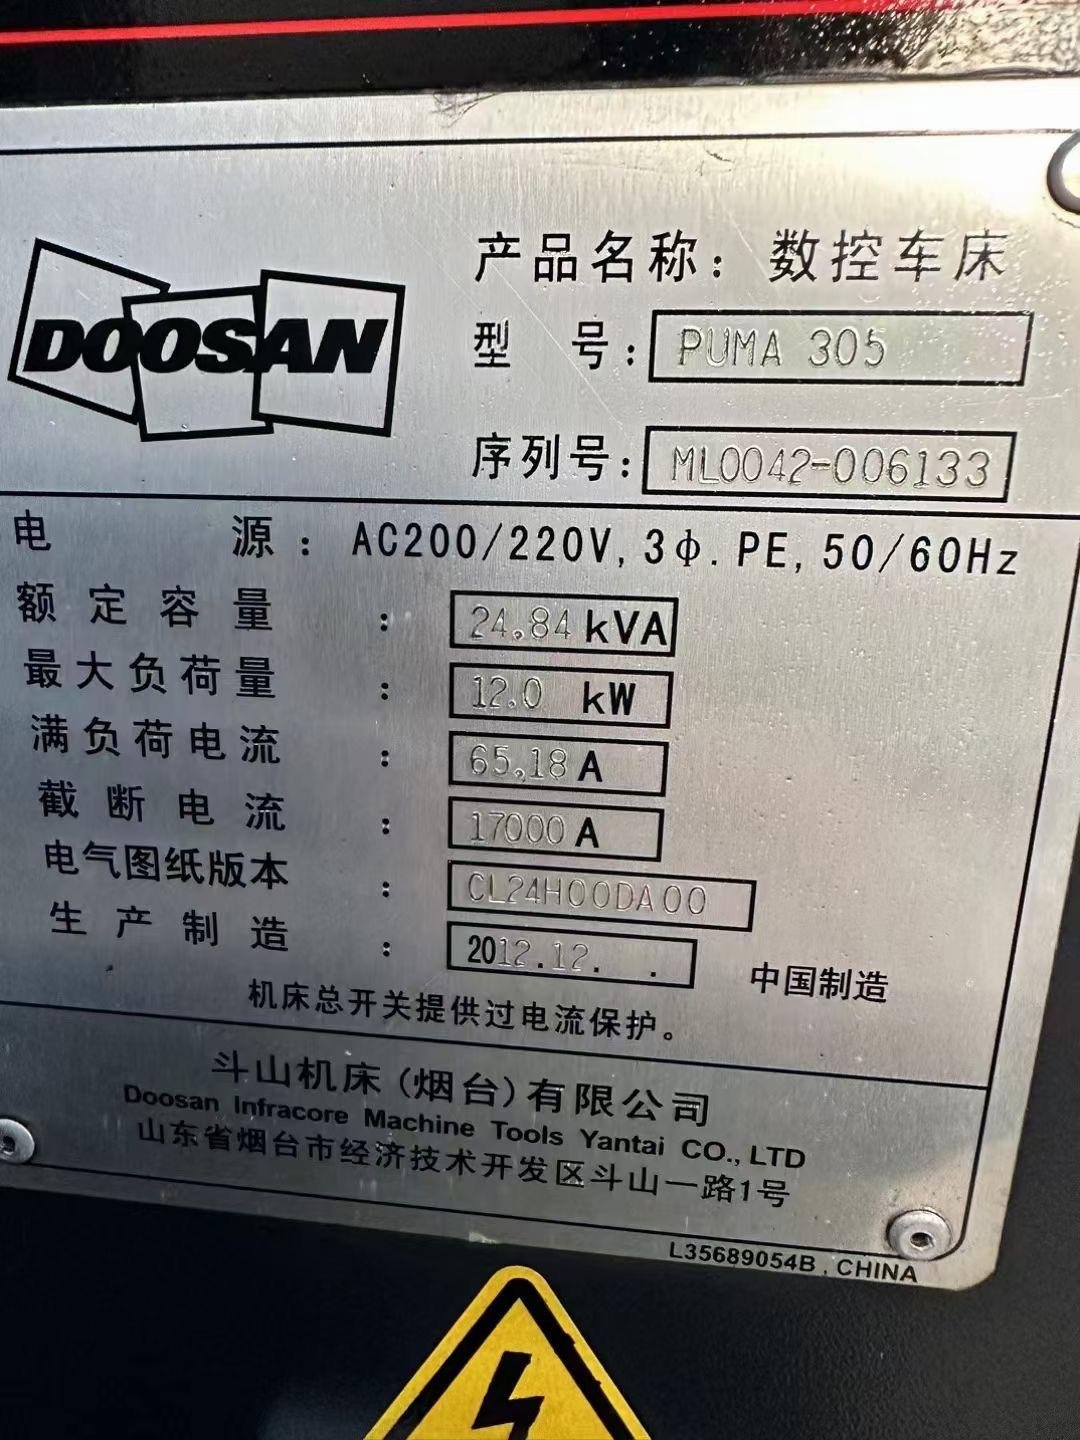 DOOSAN
产品名称：数控车床
型 号：PUMA 305
序列号：ML0042-006133
电 源：AC200/220V,3φ.PE,50/60Hz
额定容量：24.84 kVA
最大负荷量：12.0 kW
满负荷电流：65.18 A
截断电流：17000 A
电气图纸版本：CL24H00DA00
生产制造：2012.12. .
中国制造
机床总开关提供过电流保护。
斗山机床(烟台)有限公司
Doosan Infracore Machine Tools Yantai CO., LTD
山东省烟台市经济技术开发区斗山一路1号
L35689054B , CHINA